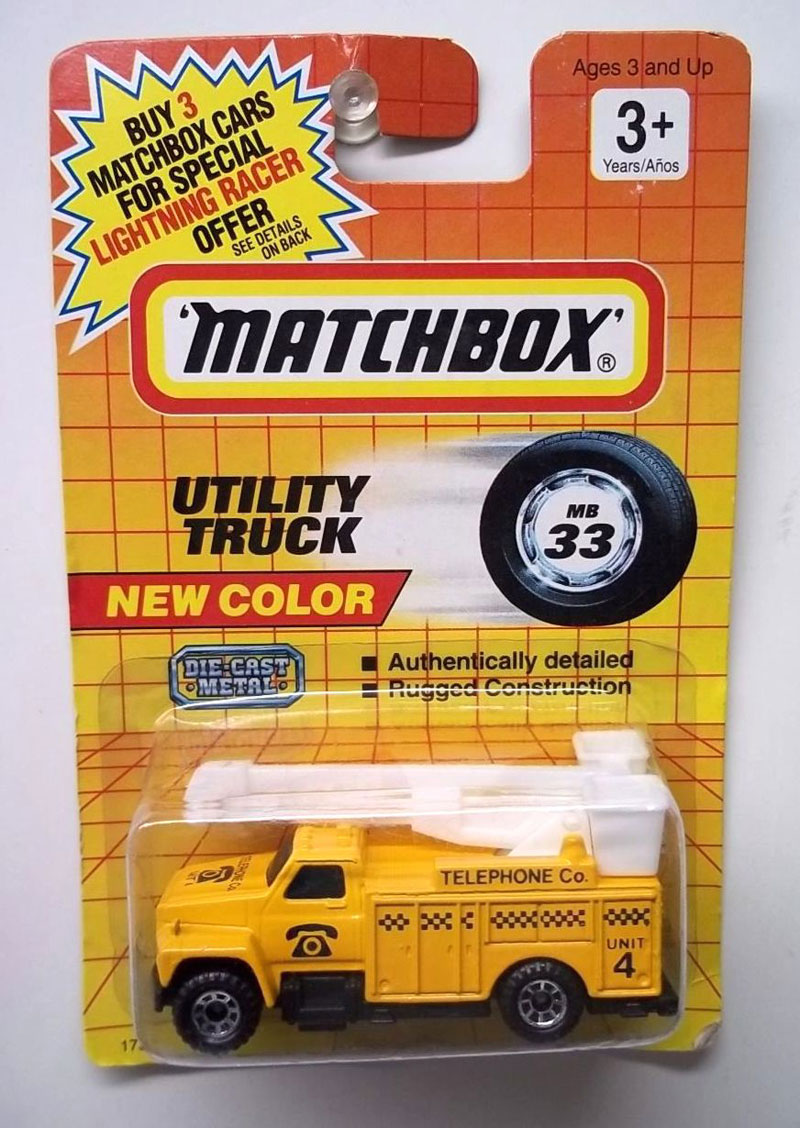 BUY 3
MATCHBOX CARS
FOR SPECIAL
LIGHTNING RACER
OFFER
SEE DETAILS
ON BACK
Ages 3 and Up
3+
Years/Años
'MATCHBOX'®
UTILITY
TRUCK
MB
33
NEW COLOR
DIE-CAST
METAL
■ Authentically detailed
■ Rugged Construction
TELEPHONE Co.
TELEPHONE Co.
UNIT
4